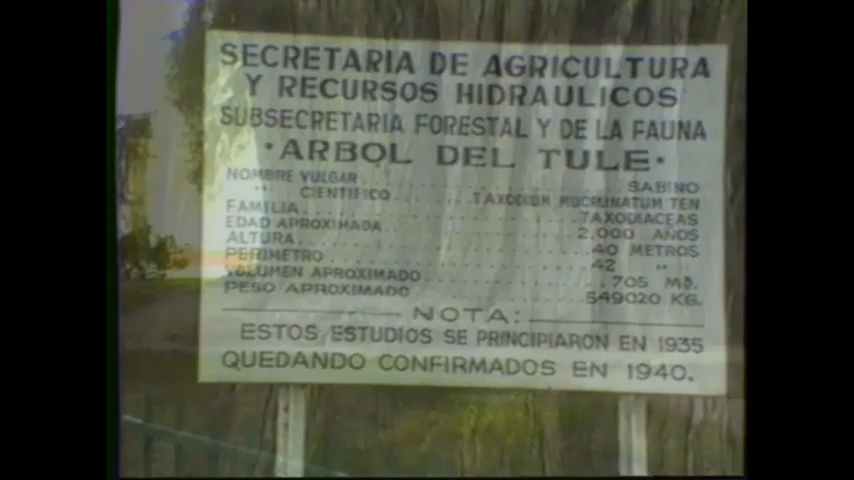 SECRETARIA DE AGRICULTURA
Y RECURSOS HIDRAULICOS
SUBSECRETARIA FORESTAL Y DE LA FAUNA
·ARBOL DEL TULE·
NOMBRE VULGAR................SABINO
" CIENTIFICO........TAXODIUM MUCRUNATUM TEN
FAMILIA................TAXODIACEAS
EDAD APROXIMADA................2,000 AÑOS
ALTURA................40 METROS
PERIMETRO................42 "
VOLUMEN APROXIMADO................705 M3.
PESO APROXIMADO................549020 KG.
NOTA:
ESTOS ESTUDIOS SE PRINCIPIARON EN 1935
QUEDANDO CONFIRMADOS EN 1940.